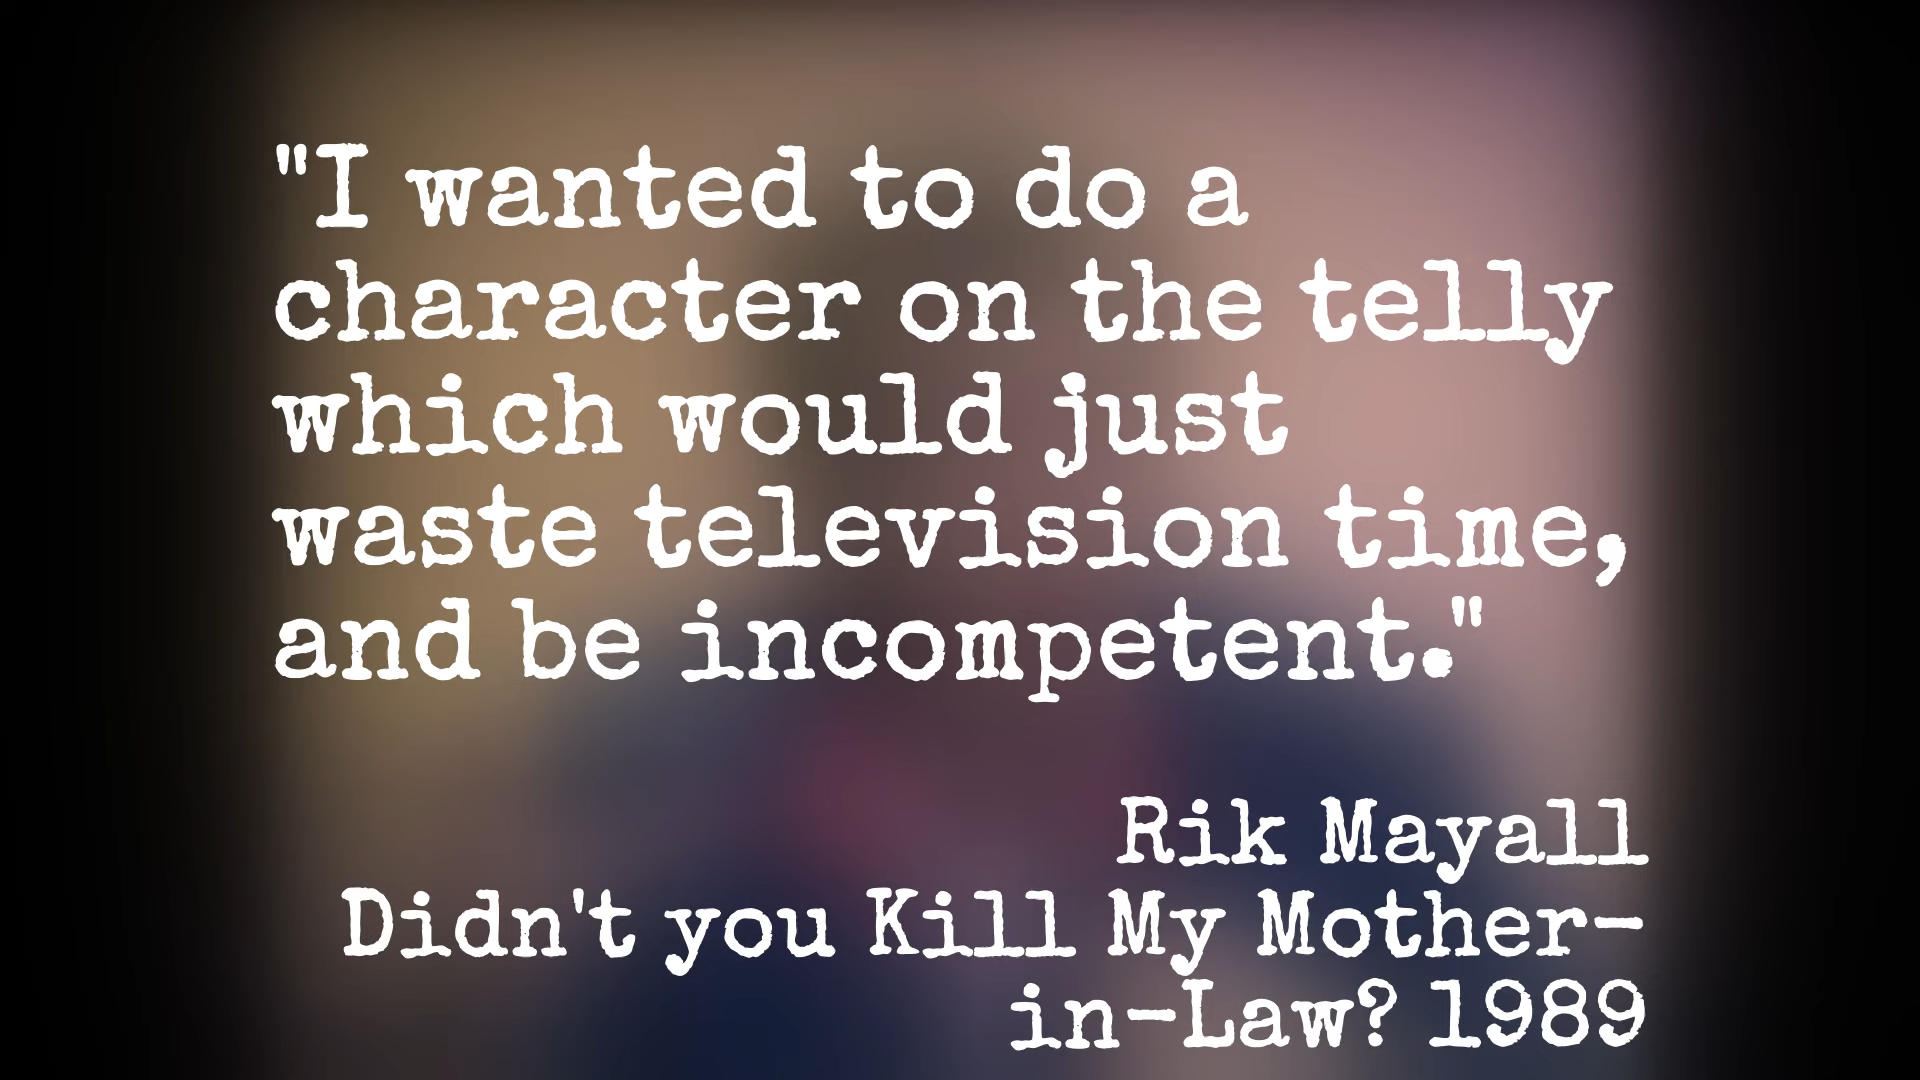 "I wanted to do a
character on the telly
which would just
waste television time,
and be incompetent."
Rik Mayall
Didn't you Kill My Mother-
in-Law? 1989